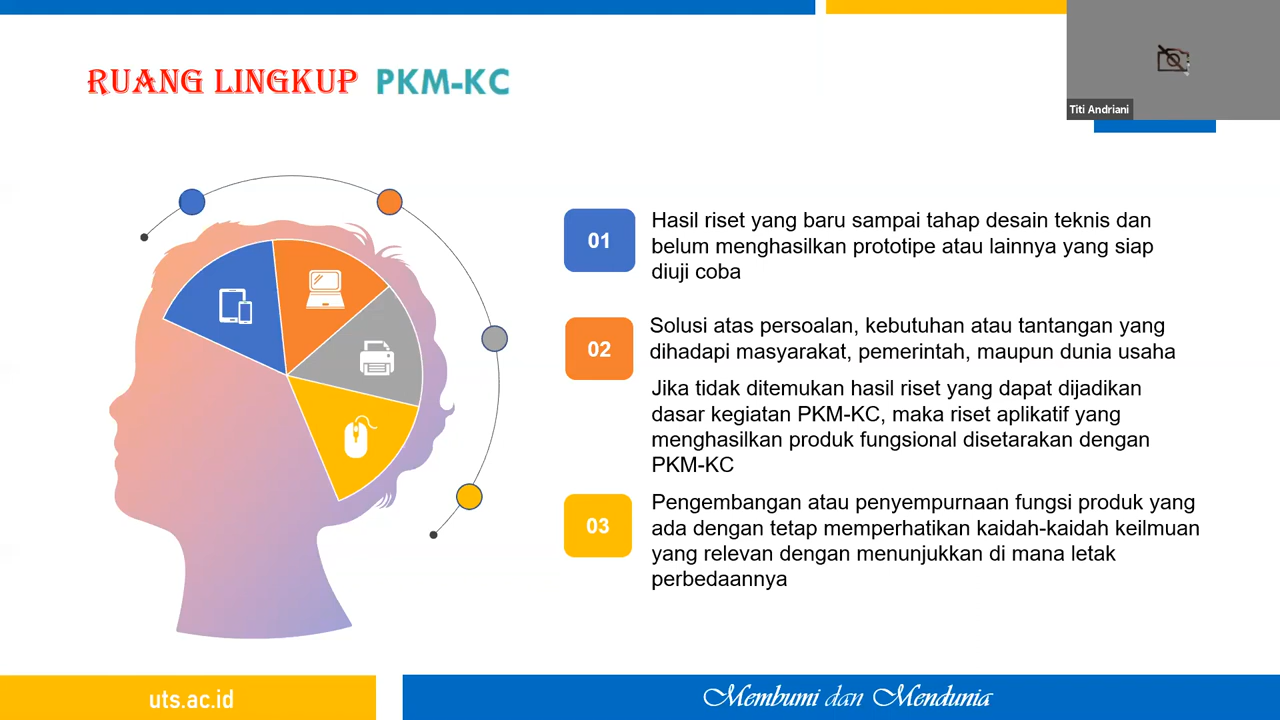 RUANG LINGKUP PKM-KC
Titi Andriani
01
Hasil riset yang baru sampai tahap desain teknis dan
belum menghasilkan prototipe atau lainnya yang siap
diuji coba
02
Solusi atas persoalan, kebutuhan atau tantangan yang
dihadapi masyarakat, pemerintah, maupun dunia usaha
Jika tidak ditemukan hasil riset yang dapat dijadikan
dasar kegiatan PKM-KC, maka riset aplikatif yang
menghasilkan produk fungsional disetarakan dengan
PKM-KC
03
Pengembangan atau penyempurnaan fungsi produk yang
ada dengan tetap memperhatikan kaidah-kaidah keilmuan
yang relevan dengan menunjukkan di mana letak
perbedaannya
uts.ac.id
Membumi dan Mendunia